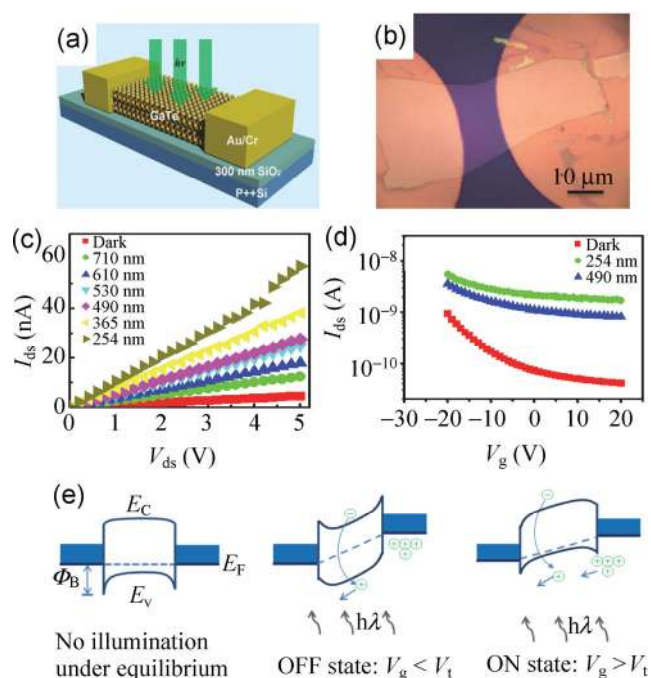 (a)
hν
GaTe
Au/Cr
300 nm SiO₂
P++Si
(b)
10 μm
(c)
60
40
20
0
I_ds (nA)
Dark
710 nm
610 nm
530 nm
490 nm
365 nm
254 nm
0 1 2 3 4 5
V_ds (V)
(d)
10⁻⁸
10⁻⁹
10⁻¹⁰
I_ds (A)
Dark
254 nm
490 nm
−30 −20 −10 0 10 20
V_g (V)
(e)
E_C
E_F
Φ_B
E_v
No illumination
under equilibrium
hλ
OFF state: V_g < V_t
hλ
ON state: V_g > V_t